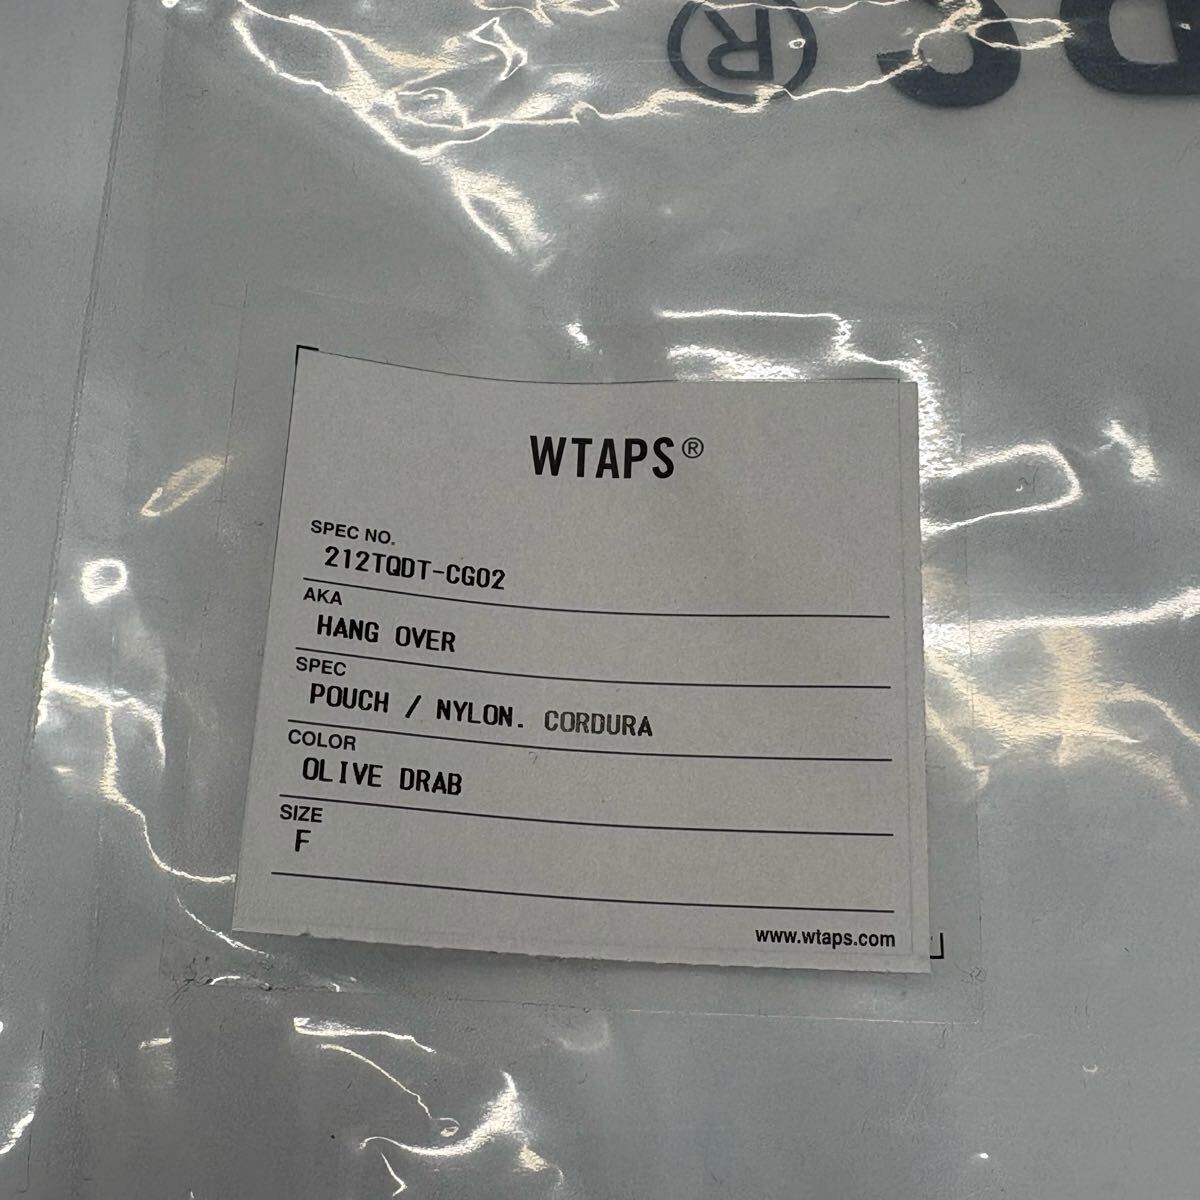 WTAPS®
SPEC NO.
212TQDT-CG02
AKA
HANG OVER
SPEC
POUCH / NYLON. CORDURA
COLOR
OLIVE DRAB
SIZE
F
www.wtaps.com